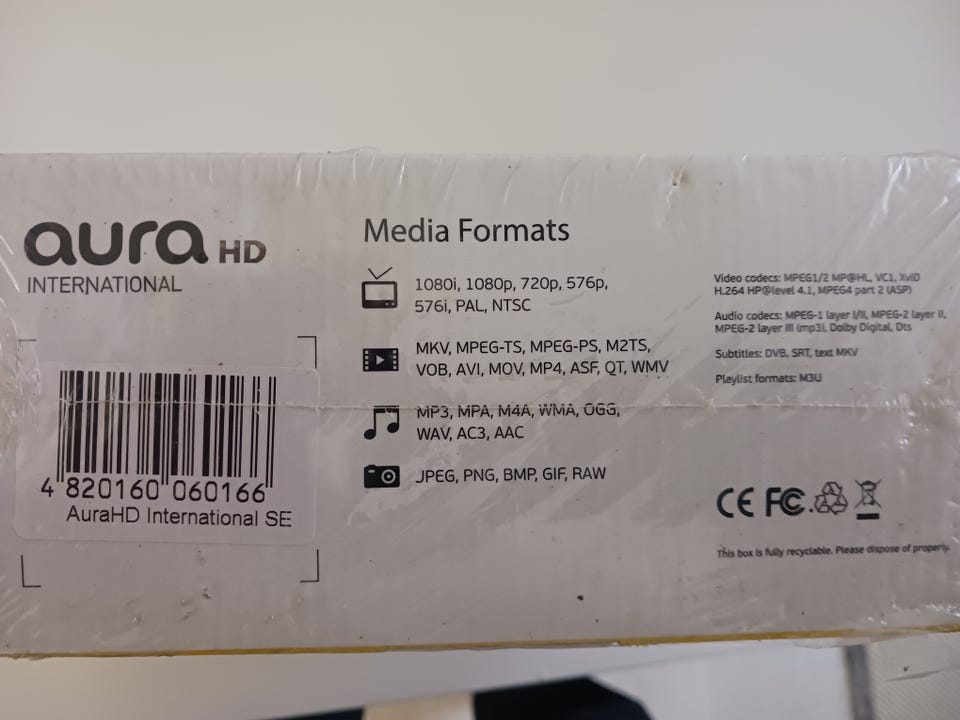 aura HD
INTERNATIONAL
4 820160 060166
AuraHD International SE
Media Formats
1080i, 1080p, 720p, 576p,
576i, PAL, NTSC
MKV, MPEG-TS, MPEG-PS, M2TS,
VOB, AVI, MOV, MP4, ASF, QT, WMV
MP3, MPA, M4A, WMA, OGG,
WAV, AC3, AAC
JPEG, PNG, BMP, GIF, RAW
Video codecs: MPEG1/2 MP@HL, VC1, XviD
H.264 HP@level 4.1, MPEG4 part 2 (ASP)
Audio codecs: MPEG-1 layer I/II, MPEG-2 layer II,
MPEG-2 layer III (mp3), Dolby Digital, Dts
Subtitles: DVB, SRT, text MKV
Playlist formats: M3U
CE FC
This box is fully recyclable. Please dispose of properly.